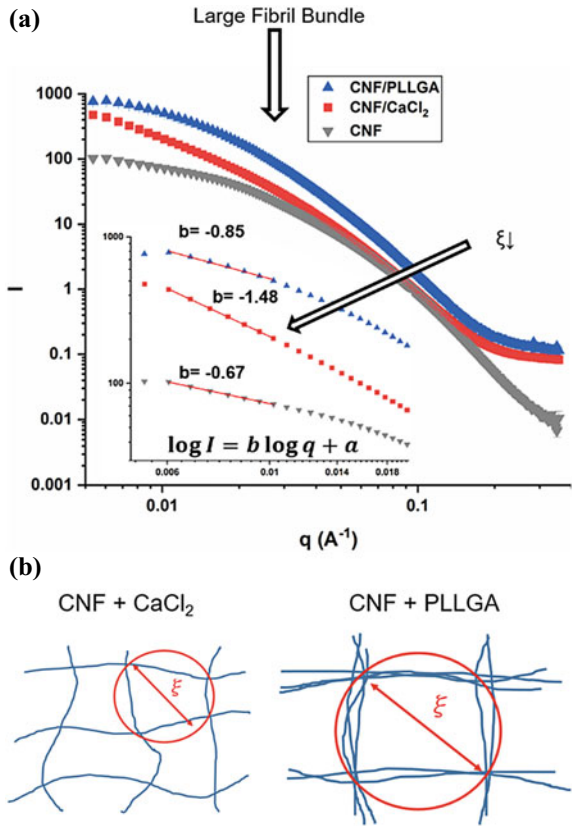 (a)
Large Fibril Bundle
CNF/PLLGA
CNF/CaCl₂
CNF
1000
100
10
1
0.1
0.01
0.001
I
ξ↓
1000
100
b= -0.85
b= -1.48
b= -0.67
log I = b log q + a
0.006
0.01
0.014
0.018
0.01
0.1
q (A⁻¹)
(b)
CNF + CaCl₂
CNF + PLLGA
ξ
ξ